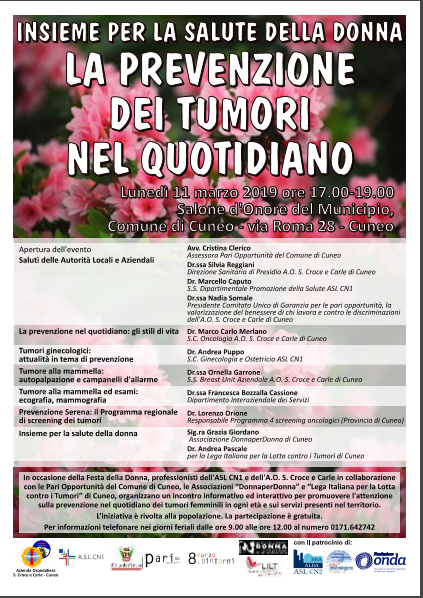 INSIEME PER LA SALUTE DELLA DONNA
LA PREVENZIONE
DEI TUMORI
NEL QUOTIDIANO
Lunedì 11 marzo 2019 ore 17.00-19.00
Salone d'Onore del Municipio,
Comune di Cuneo - via Roma 28 - Cuneo
Apertura dell'evento
Saluti delle Autorità Locali e Aziendali
Avv. Cristina Clerico
Assessora Pari Opportunità del Comune di Cuneo
Dr.ssa Silvia Reggiani
Direzione Sanitaria di Presidio A.O. S. Croce e Carle di Cuneo
Dr. Marcello Caputo
S.S. Dipartimentale Promozione della Salute ASL CN1
Dr.ssa Nadia Somale
Presidente Comitato Unico di Garanzia per le pari opportunità, la
valorizzazione del benessere di chi lavora e contro le discriminazioni
dell'A.O. S. Croce e Carle di Cuneo
La prevenzione nel quotidiano: gli stili di vita
Dr. Marco Carlo Merlano
S.C. Oncologia A.O. S. Croce e Carle di Cuneo
Tumori ginecologici:
attualità in tema di prevenzione
Dr. Andrea Puppo
S.C. Ginecologia e Ostetricia ASL CN1
Tumore alla mammella:
autopalpazione e campanelli d'allarme
Dr.ssa Ornella Garrone
S.S. Breast Unit Aziendale A.O. S. Croce e Carle di Cuneo
Tumore alla mammella ed esami:
ecografia, mammografia
Dr.ssa Francesca Bozzalla Cassione
Dipartimento Interaziendale dei Servizi
Prevenzione Serena: il Programma regionale
di screening dei tumori
Dr. Lorenzo Orione
Responsabile Programma 4 screening oncologici (Provincia di Cuneo)
Insieme per la salute della donna
Sig.ra Grazia Giordano
Associazione DonnaperDonna di Cuneo
Dr. Andrea Pascale
per la Lega Italiana per la Lotta contro i Tumori di Cuneo
In occasione della Festa della Donna, professionisti dell'ASL CN1 e dell'A.O. S. Croce e Carle in collaborazione
con le Pari Opportunità del Comune di Cuneo, le Associazioni "DonnaperDonna" e "Lega Italiana per la Lotta
contro i Tumori" di Cuneo, organizzano un incontro informativo ed interattivo per promuovere l'attenzione
sulla prevenzione nel quotidiano dei tumori femminili in ogni età e sui servizi presenti nel territorio.
L'iniziativa è rivolta alla popolazione. La partecipazione è gratuita.
Per informazioni telefonare nei giorni feriali dalle ore 9.00 alle ore 12.00 al numero 0171.642742
Azienda Ospedaliera
S. Croce e Carle - Cuneo
A.S.L. CN1
pari
8 marzo
e dintorni
DONNA
LILT
con il patrocinio di:
ASL CN2
onda